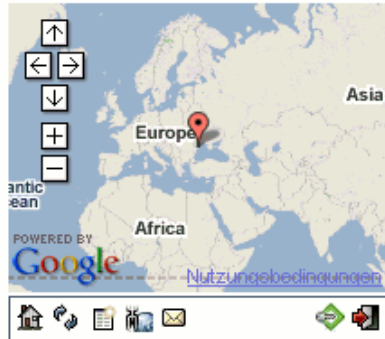 Asia
Europe
antic
ean
Africa
POWERED BY
Google
Nutzungsbedingungen